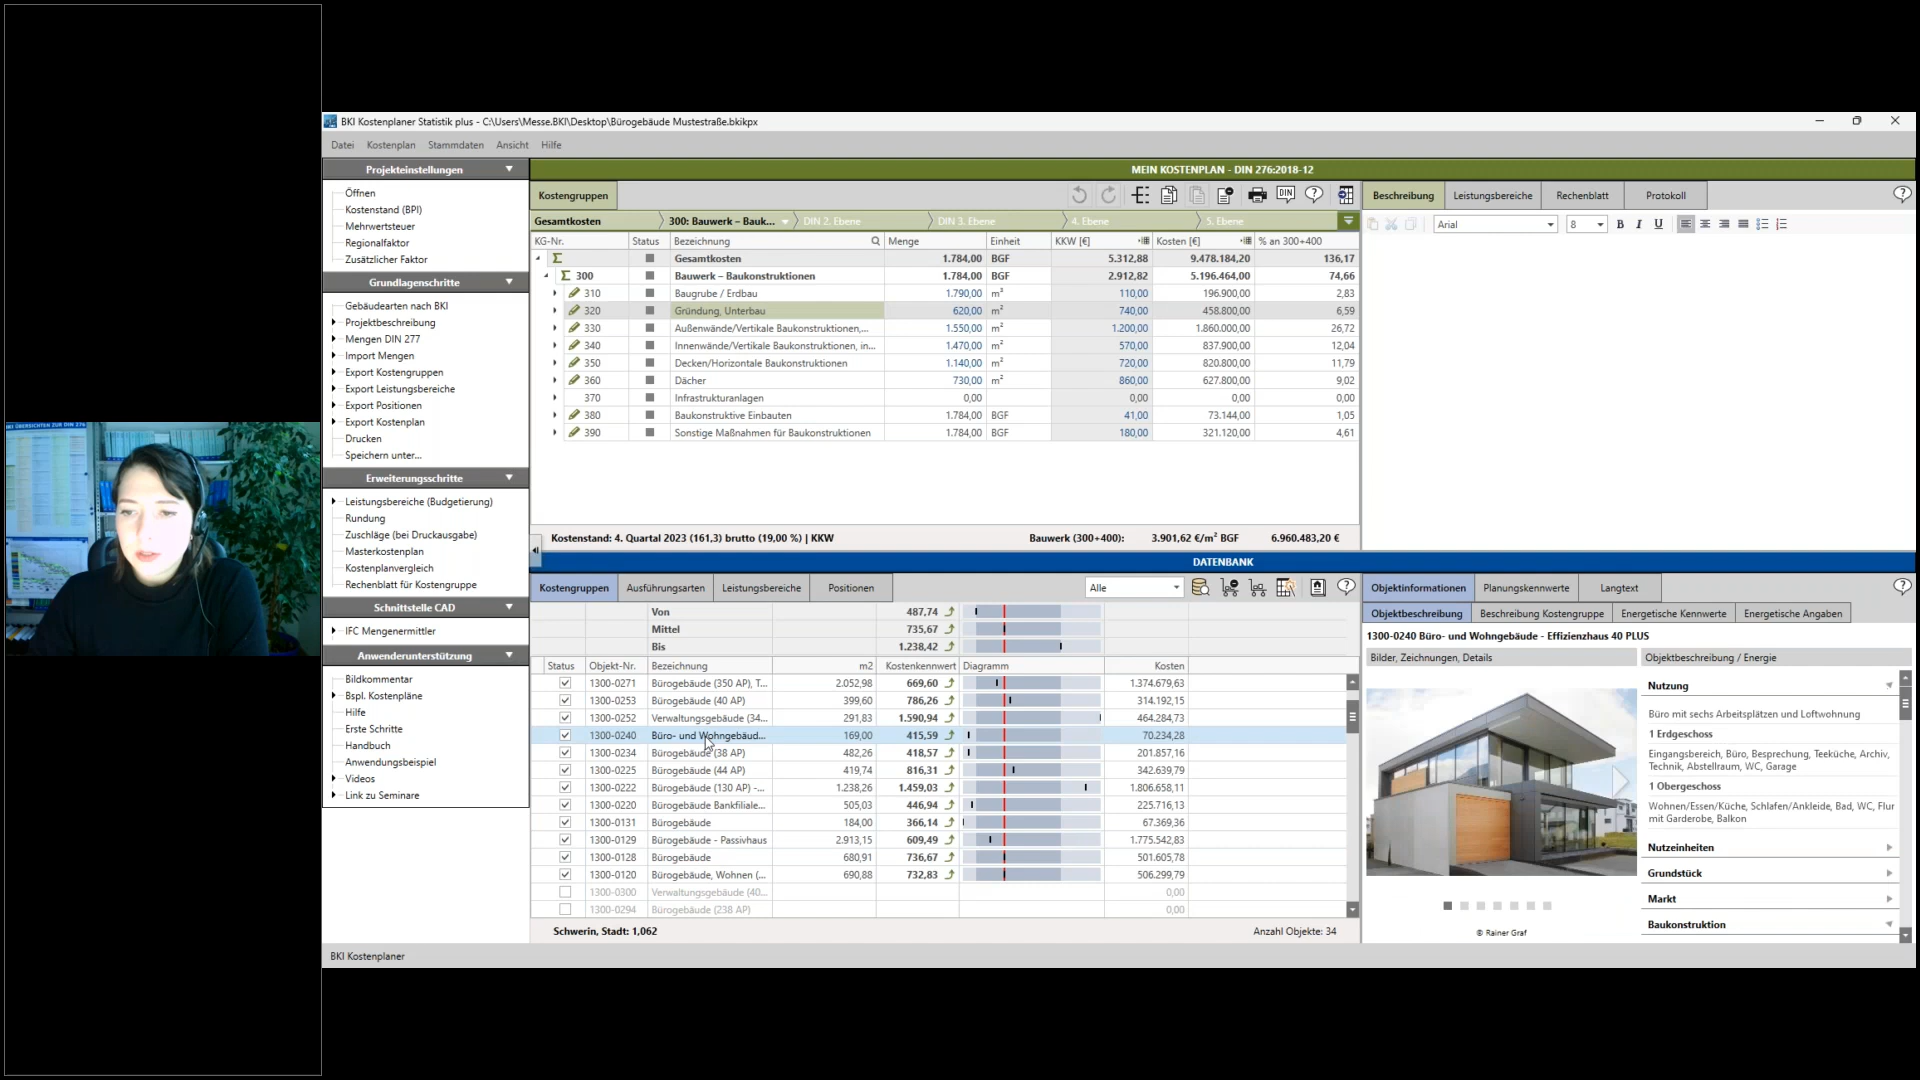 BKI Kostenplaner Statistik plus - C:\Users\Messe.BKI\Desktop\Bürogebäude Mustestraße.bkikpx
Datei Kostenplan Stammdaten Ansicht Hilfe
Projekteinstellungen
Öffnen
Kostenstand (BPI)
Mehrwertsteuer
Regionalfaktor
Zusätzlicher Faktor
Grundlagenschritte
Gebäudearten nach BKI
Projektbeschreibung
Mengen DIN 277
Import Mengen
Export Kostengruppen
Export Leistungsbereiche
Export Positionen
Export Kostenplan
Drucken
Speichern unter...
Erweiterungsschritte
Leistungsbereiche (Budgetierung)
Rundung
Zuschläge (bei Druckausgabe)
Masterkostenplan
Kostenplanvergleich
Rechenblatt für Kostengruppe
Schnittstelle CAD
IFC Mengenermittler
Anwenderunterstützung
Bildkommentar
Bspl. Kostenpläne
Hilfe
Erste Schritte
Handbuch
Anwendungsbeispiel
Videos
Link zu Seminare
MEIN KOSTENPLAN - DIN 276:2018-12
Kostengruppen
DIN
Gesamtkosten 300: Bauwerk – Bauk... DIN 2. Ebene DIN 3. Ebene 4. Ebene 5. Ebene
KG-Nr. Status Bezeichnung Menge Einheit KKW [€] Kosten [€] % an 300+400
Σ Gesamtkosten 1.784,00 BGF 5.312,88 9.478.184,20 136,17
Σ 300 Bauwerk – Baukonstruktionen 1.784,00 BGF 2.912,82 5.196.464,00 74,66
310 Baugrube / Erdbau 1.790,00 m³ 110,00 196.900,00 2,83
320 Gründung, Unterbau 620,00 m² 740,00 458.800,00 6,59
330 Außenwände/Vertikale Baukonstruktionen,... 1.550,00 m² 1.200,00 1.860.000,00 26,72
340 Innenwände/Vertikale Baukonstruktionen, in... 1.470,00 m² 570,00 837.900,00 12,04
350 Decken/Horizontale Baukonstruktionen 1.140,00 m² 720,00 820.800,00 11,79
360 Dächer 730,00 m² 860,00 627.800,00 9,02
370 Infrastrukturanlagen 0,00 0,00 0,00 0,00
380 Baukonstruktive Einbauten 1.784,00 BGF 41,00 73.144,00 1,05
390 Sonstige Maßnahmen für Baukonstruktionen 1.784,00 BGF 180,00 321.120,00 4,61
Kostenstand: 4. Quartal 2023 (161,3) brutto (19,00 %) | KKW Bauwerk (300+400): 3.901,62 €/m² BGF 6.960.483,20 €
Beschreibung Leistungsbereiche Rechenblatt Protokoll
Arial 8 B I U
DATENBANK
Kostengruppen Ausführungsarten Leistungsbereiche Positionen Alle
Von 487,74
Mittel 735,67
Bis 1.238,42
Status Objekt-Nr. Bezeichnung m2 Kostenkennwert Diagramm Kosten
1300-0271 Bürogebäude (350 AP), T... 2.052,98 669,60 1.374.679,63
1300-0253 Bürogebäude (40 AP) 399,60 786,26 314.192,15
1300-0252 Verwaltungsgebäude (34... 291,83 1.590,94 464.284,73
1300-0240 Büro- und Wohngebäud... 169,00 415,59 70.234,28
1300-0234 Bürogebäude (38 AP) 482,26 418,57 201.857,16
1300-0225 Bürogebäude (44 AP) 419,74 816,31 342.639,79
1300-0222 Bürogebäude (130 AP) -... 1.238,26 1.459,03 1.806.658,11
1300-0220 Bürogebäude Bankfiliale... 505,03 446,94 225.716,13
1300-0131 Bürogebäude 184,00 366,14 67.369,36
1300-0129 Bürogebäude - Passivhaus 2.913,15 609,49 1.775.542,83
1300-0128 Bürogebäude 680,91 736,67 501.605,78
1300-0120 Bürogebäude, Wohnen (... 690,88 732,83 506.299,79
1300-0300 Verwaltungsgebäude (40... 0,00
1300-0294 Bürogebäude (238 AP) 0,00
Schwerin, Stadt: 1,062 Anzahl Objekte: 34
Objektinformationen Planungskennwerte Langtext
Objektbeschreibung Beschreibung Kostengruppe Energetische Kennwerte Energetische Angaben
1300-0240 Büro- und Wohngebäude - Effizienzhaus 40 PLUS
Bilder, Zeichnungen, Details
© Rainer Graf
Objektbeschreibung / Energie
Nutzung
Büro mit sechs Arbeitsplätzen und Loftwohnung
1 Erdgeschoss
Eingangsbereich, Büro, Besprechung, Teeküche, Archiv,
Technik, Abstellraum, WC, Garage
1 Obergeschoss
Wohnen/Essen/Küche, Schlafen/Ankleide, Bad, WC, Flur
mit Garderobe, Balkon
Nutzeinheiten
Grundstück
Markt
Baukonstruktion
BKI Kostenplaner